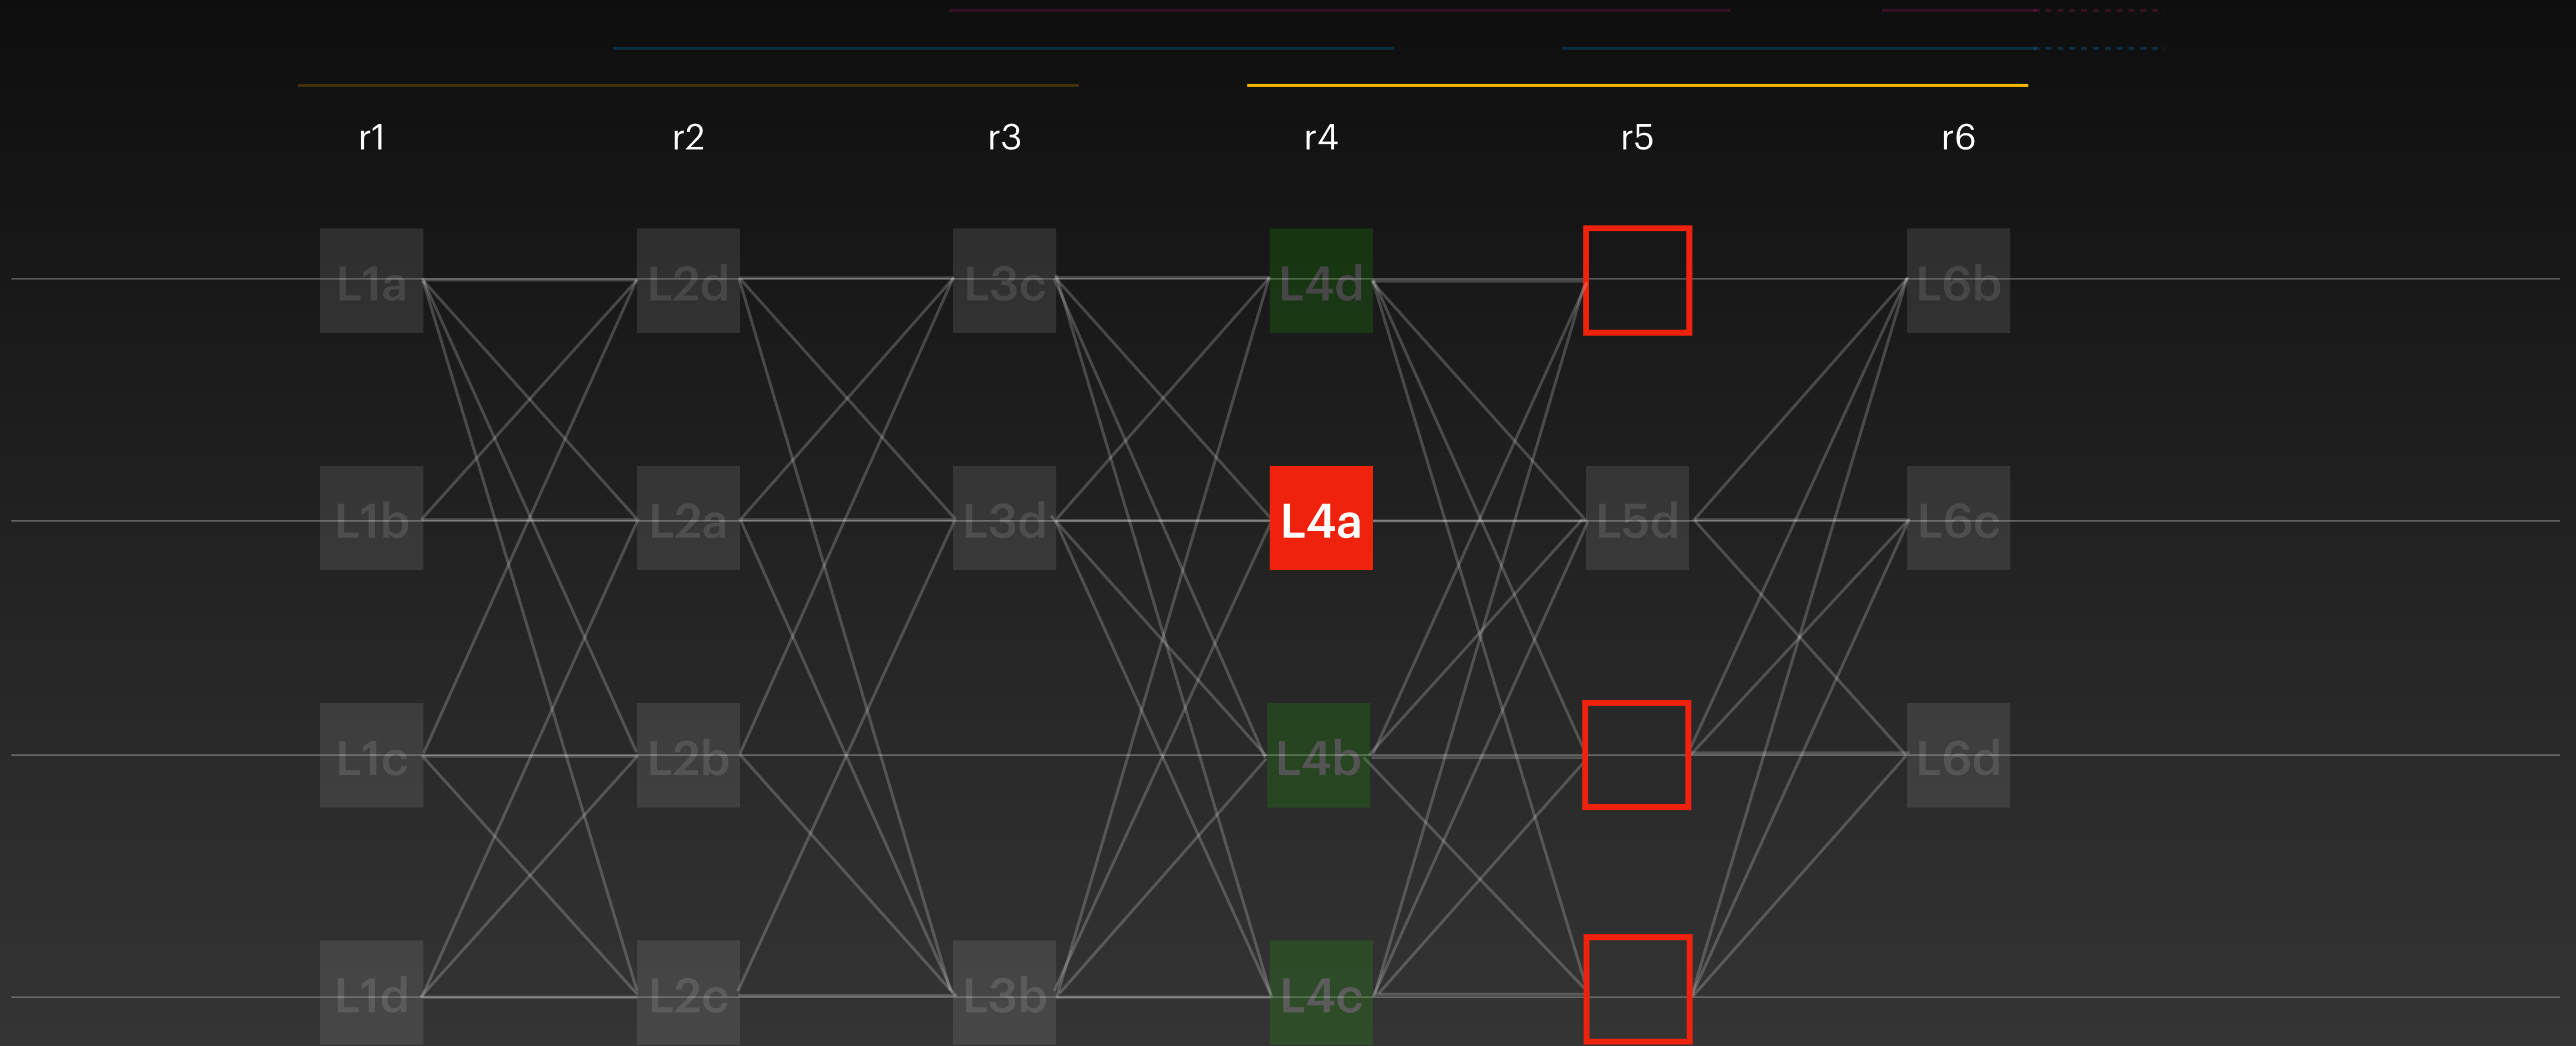 r1 r2 r3 r4 r5 r6
L1a L2d L3c L4d L6b
L1b L2a L3d L4a L5d L6c
L1c L2b L4b L6d
L1d L2c L3b L4c